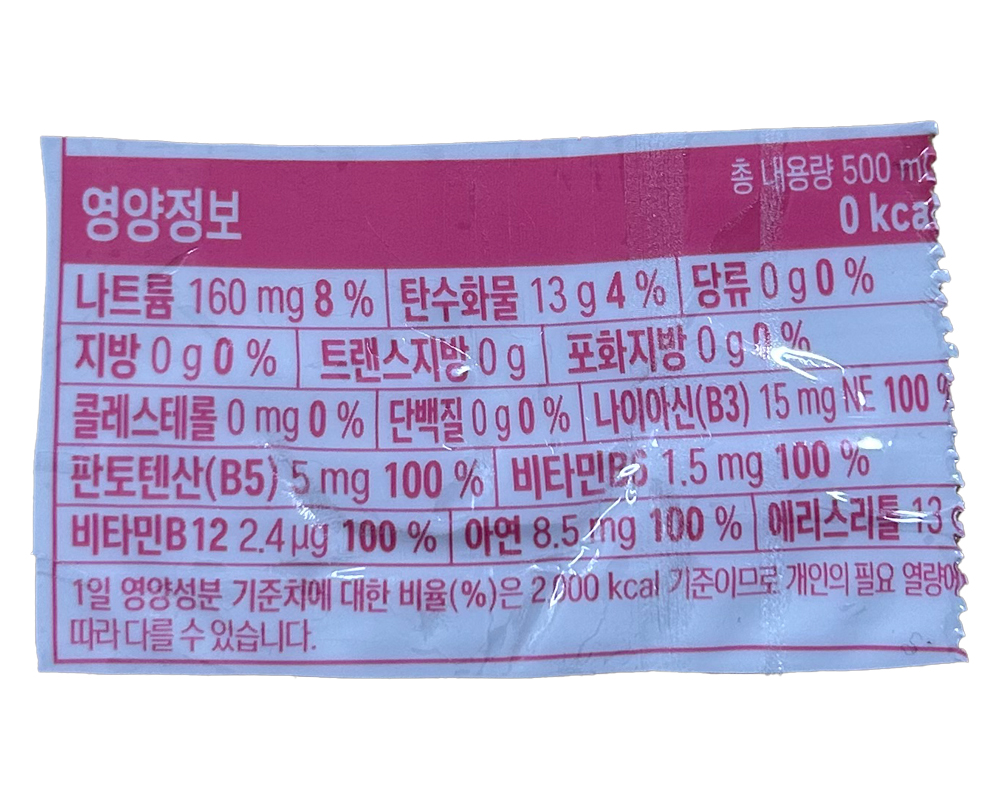 영양정보
총 내용량 500 ml
0 kca
나트륨 160 mg 8 % 탄수화물 13 g 4 % 당류 0 g 0 %
지방 0 g 0 % 트랜스지방 0 g 포화지방 0 g 0 %
콜레스테롤 0 mg 0 % 단백질 0 g 0 % 나이아신(B3) 15 mg NE 100 %
판토텐산(B5) 5 mg 100 % 비타민B6 1.5 mg 100 %
비타민B12 2.4 µg 100 % 아연 8.5 mg 100 % 에리스리톨 13 g
1일 영양성분 기준치에 대한 비율(%)은 2,000 kcal 기준이므로 개인의 필요 열량에
따라 다를 수 있습니다.